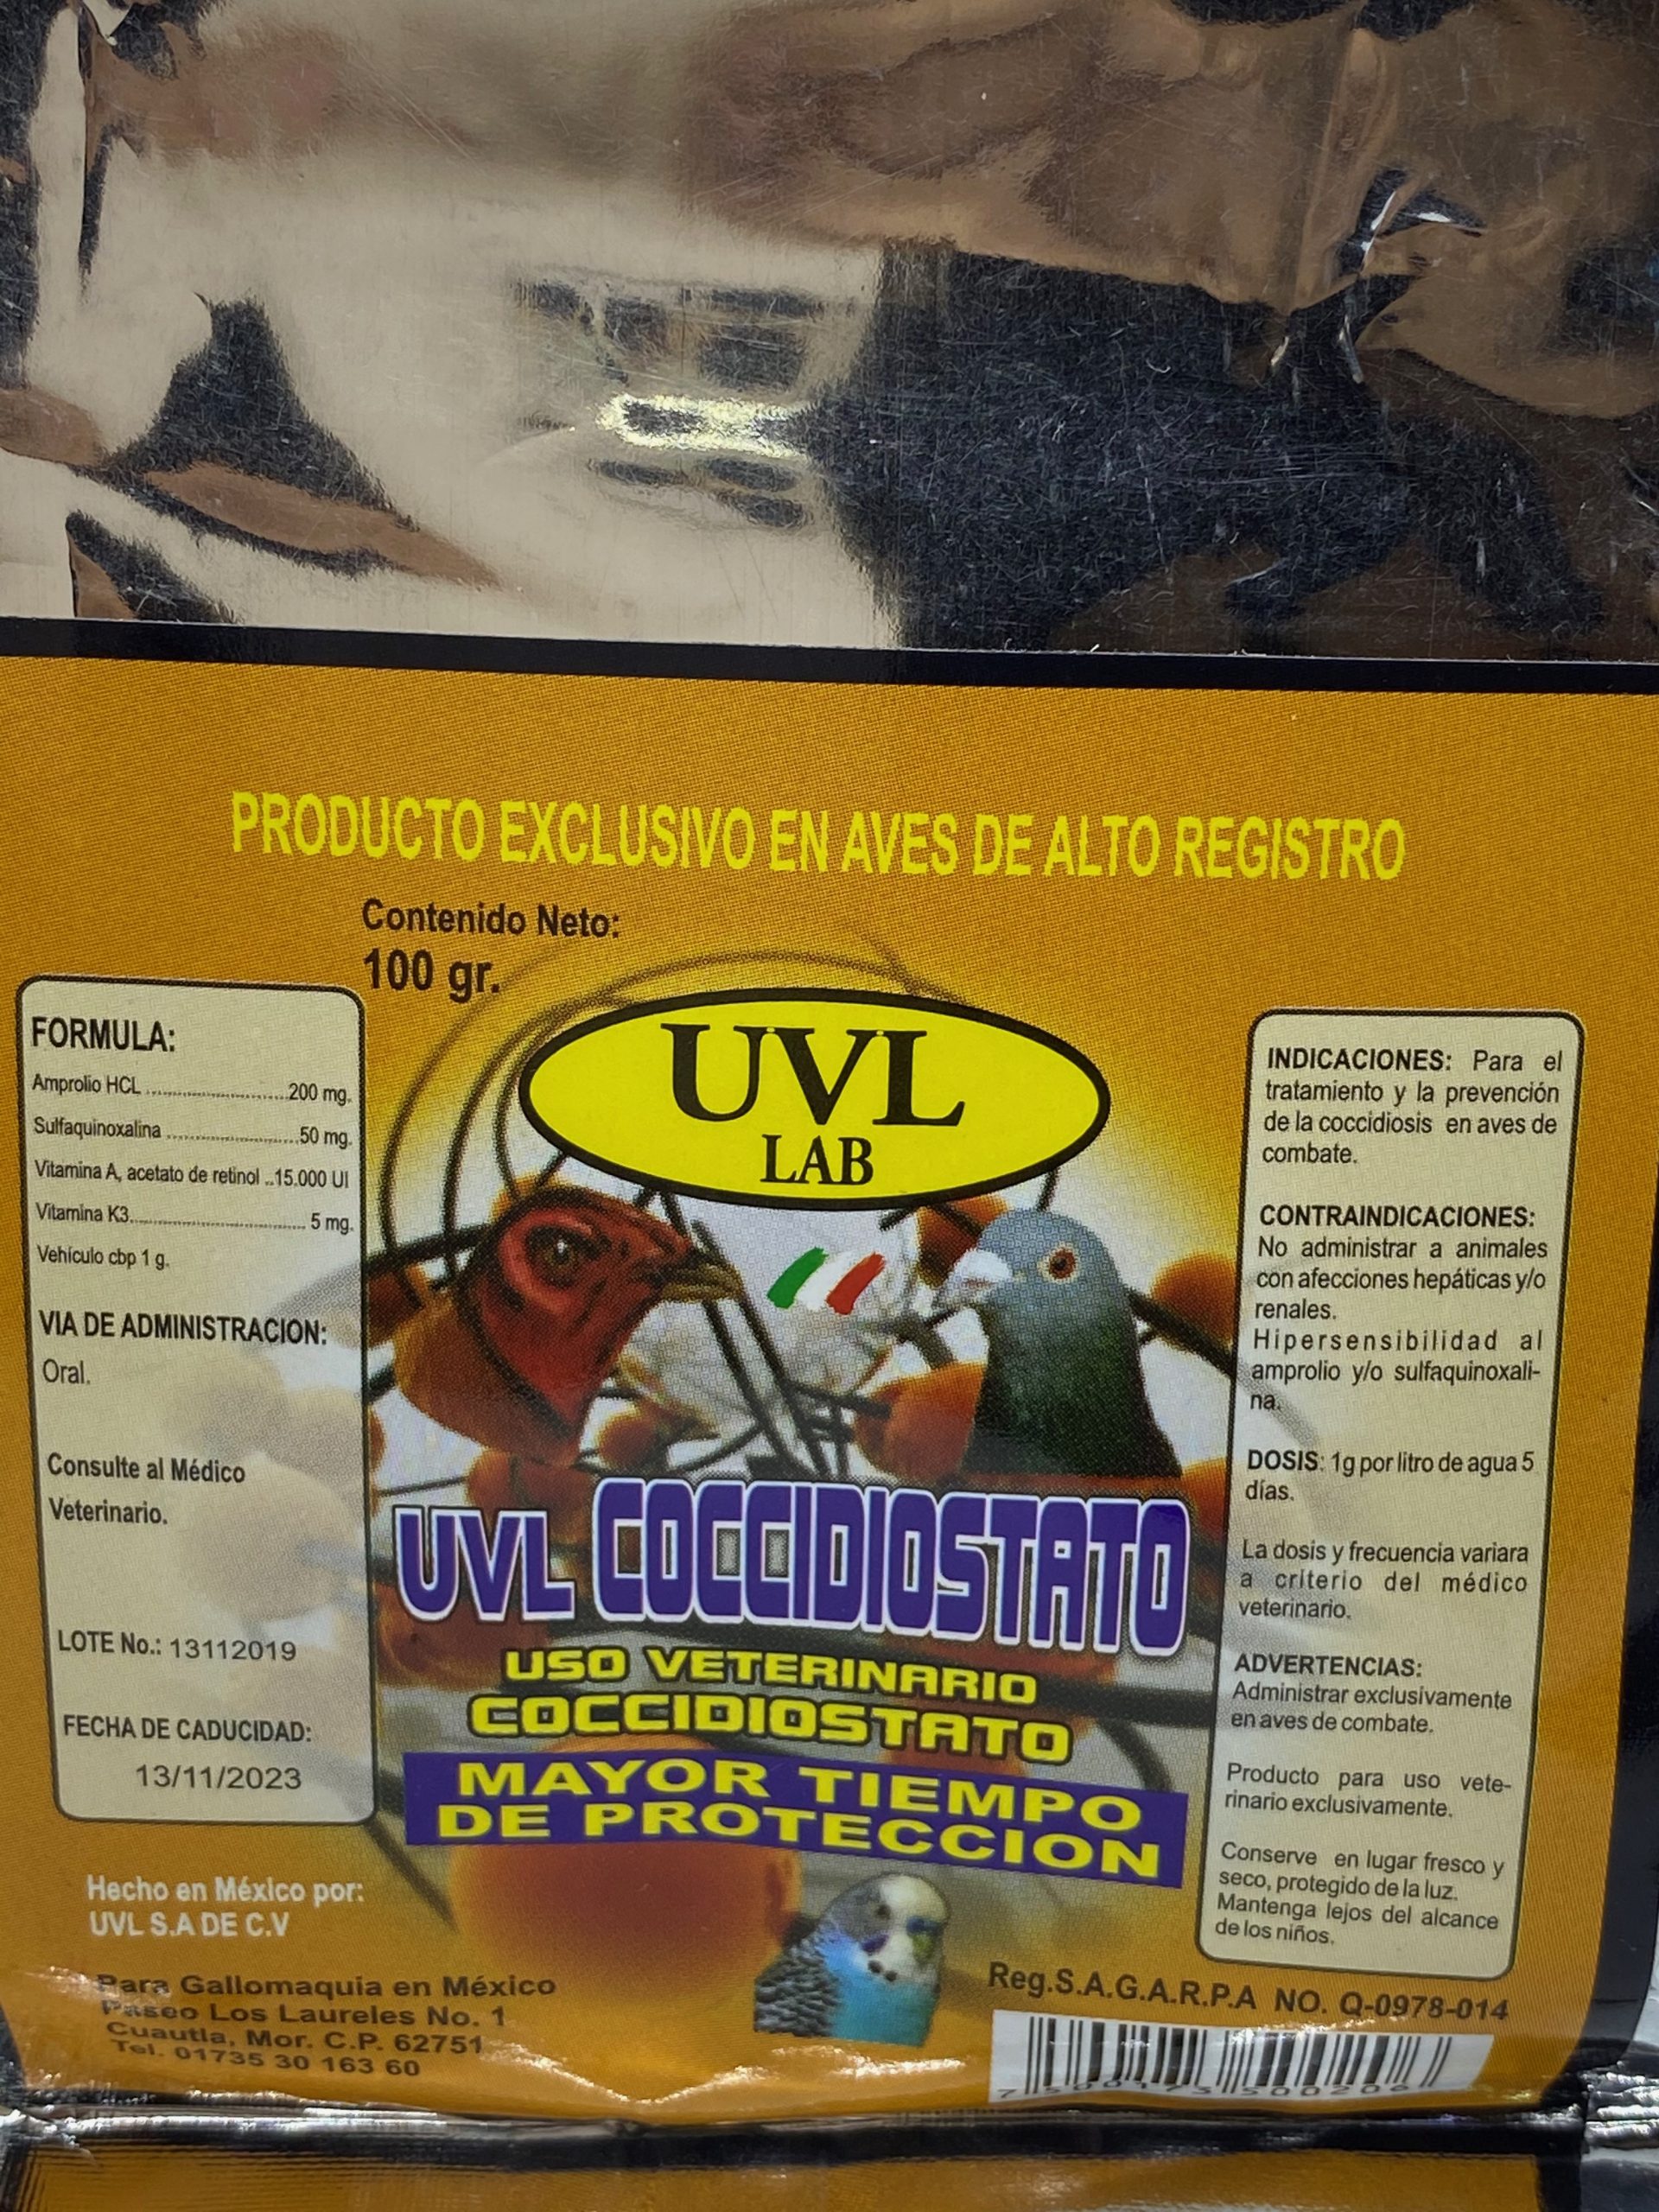 PRODUCTO EXCLUSIVO EN AVES DE ALTO REGISTRO
Contenido Neto:
100 gr.
FORMULA:
Amprolio HCL ..............................200 mg.
Sulfaquinoxalina ............................50 mg.
Vitamina A, acetato de retinol ..15.000 UI
Vitamina K3..................................... 5 mg.
Vehículo cbp 1 g.
VIA DE ADMINISTRACION:
Oral.
Consulte al Médico
Veterinario.
LOTE No.: 13112019
FECHA DE CADUCIDAD:
13/11/2023
UVL
LAB
UVL COCCIDIOSTATO
USO VETERINARIO
COCCIDIOSTATO
MAYOR TIEMPO
DE PROTECCION
INDICACIONES: Para el
tratamiento y la prevención
de la coccidiosis en aves de
combate.
CONTRAINDICACIONES:
No administrar a animales
con afecciones hepáticas y/o
renales.
Hipersensibilidad al
amprolio y/o sulfaquinoxali-
na.
DOSIS: 1g por litro de agua 5
días.
La dosis y frecuencia variara
a criterio del médico
veterinario.
ADVERTENCIAS:
Administrar exclusivamente
en aves de combate.
Producto para uso vete-
rinario exclusivamente.
Conserve en lugar fresco y
seco, protegido de la luz.
Mantenga lejos del alcance
de los niños.
Hecho en México por:
UVL S.A DE C.V
Para Gallomaquia en México
Paseo Los Laureles No. 1
Cuautla, Mor. C.P. 62751
Tel. 01735 30 163 60
Reg.S.A.G.A.R.P.A NO. Q-0978-014